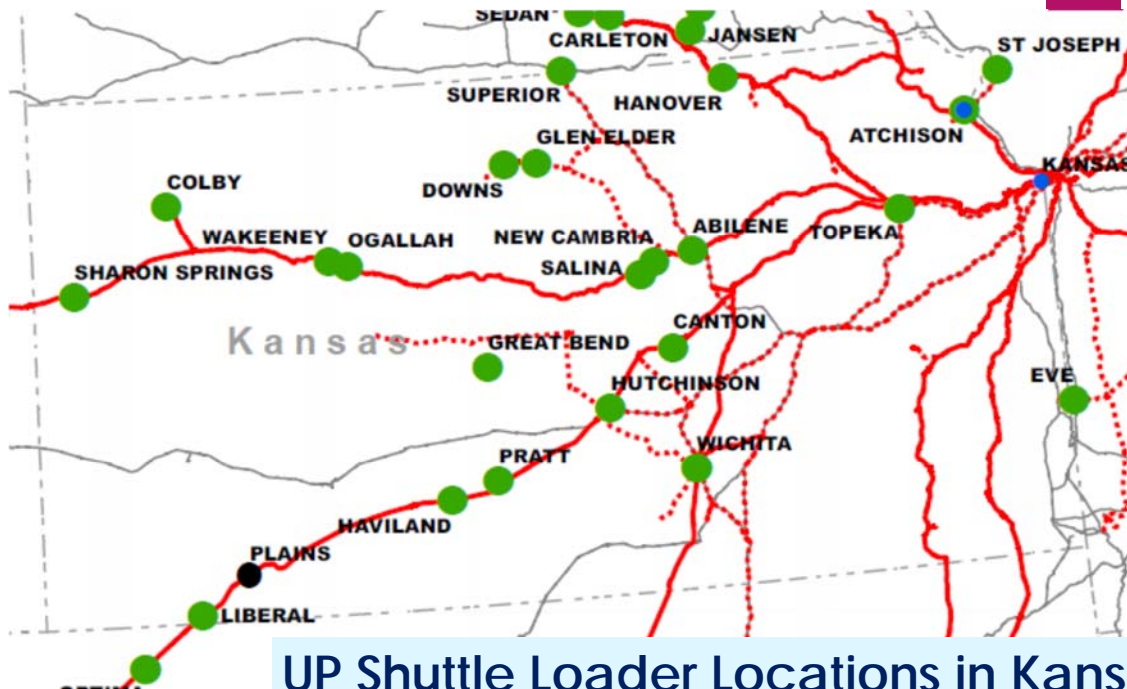 SEDAN
CARLETON
JANSEN
ST JOSEPH
SUPERIOR
HANOVER
ATCHISON
GLEN ELDER
KANSAS
DOWNS
COLBY
WAKEENEY
OGALLAH
NEW CAMBRIA
ABILENE
TOPEKA
SHARON SPRINGS
SALINA
Kansas
GREAT BEND
CANTON
HUTCHINSON
EVE
WICHITA
PRATT
HAVILAND
PLAINS
LIBERAL
UP Shuttle Loader Locations in Kans